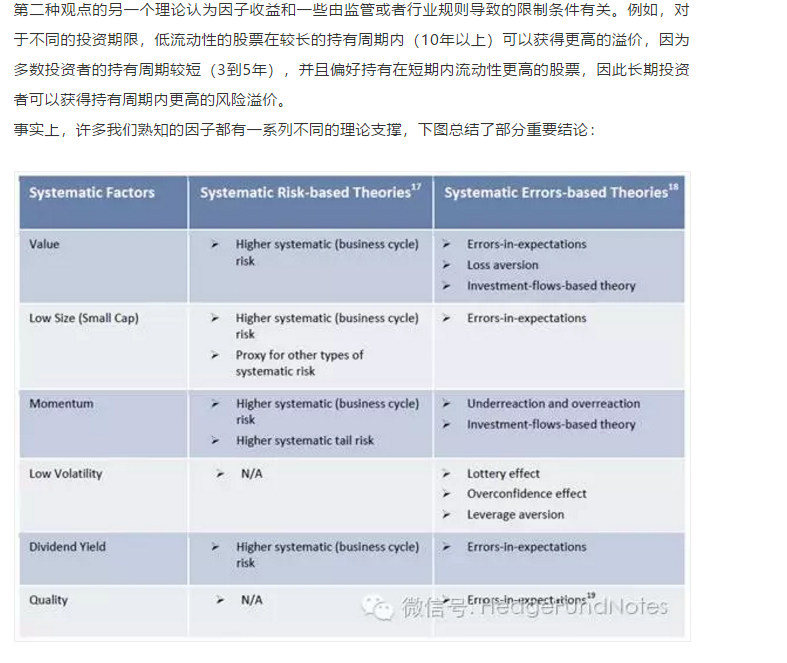 第二种观点的另一个理论认为因子收益和一些由监管或者行业规则导致的限制条件有关。例如，对
于不同的投资期限，低流动性的股票在较长的持有周期内（10年以上）可以获得更高的溢价，因为
多数投资者的持有周期较短（3到5年），并且偏好持有在短期内流动性更高的股票，因此长期投资
者可以获得持有周期内更高的风险溢价。
事实上，许多我们熟知的因子都有一系列不同的理论支撑，下图总结了部分重要结论：
Systematic Factors Systematic Risk-based Theories17 Systematic Errors-based Theories18
Value
➢ Higher systematic (business cycle)
risk
➢ Errors-in-expectations
➢ Loss aversion
➢ Investment-flows-based theory
Low Size (Small Cap)
➢ Higher systematic (business cycle)
risk
➢ Proxy for other types of
systematic risk
➢ Errors-in-expectations
Momentum
➢ Higher systematic (business cycle)
risk
➢ Higher systematic tail risk
➢ Underreaction and overreaction
➢ Investment-flows-based theory
Low Volatility
➢ N/A
➢ Lottery effect
➢ Overconfidence effect
➢ Leverage aversion
Dividend Yield
➢ Higher systematic (business cycle)
risk
➢ Errors-in-expectations
Quality
➢ N/A
➢ Errors-in-expectations19
微信号: HedgeFundNotes